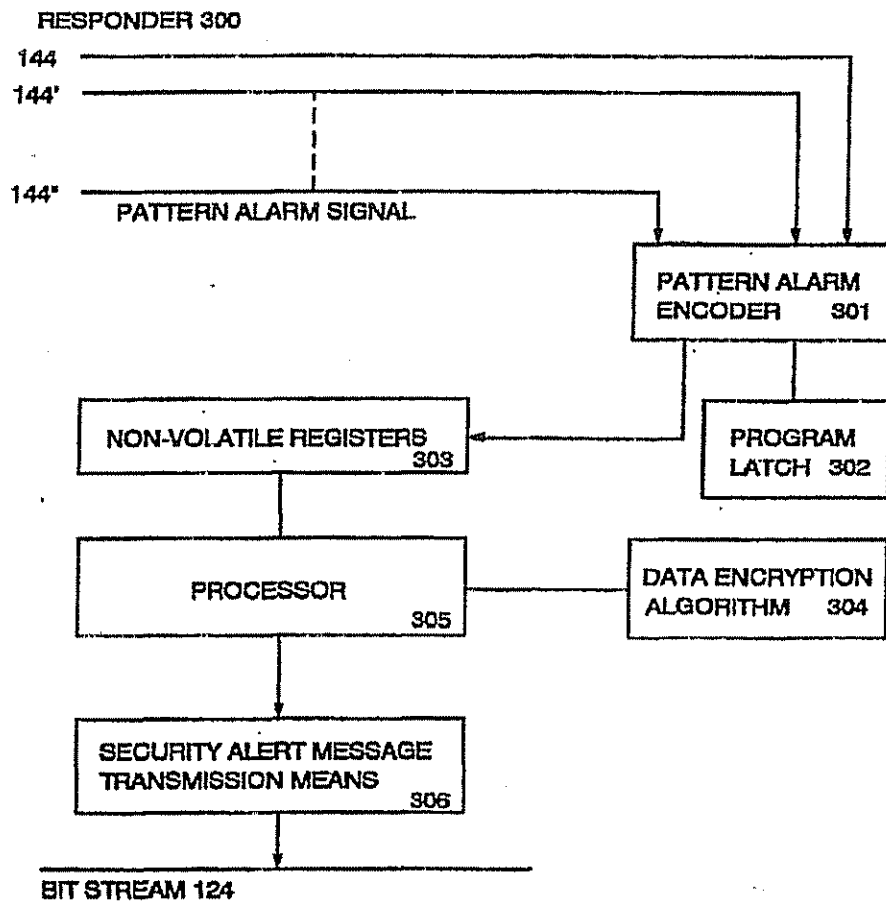 RESPONDER 300
144
144'
144"
PATTERN ALARM SIGNAL
PATTERN ALARM
ENCODER 301
NON-VOLATILE REGISTERS
303
PROGRAM
LATCH 302
PROCESSOR
305
DATA ENCRYPTION
ALGORITHM 304
SECURITY ALERT MESSAGE
TRANSMISSION MEANS
306
BIT STREAM 124